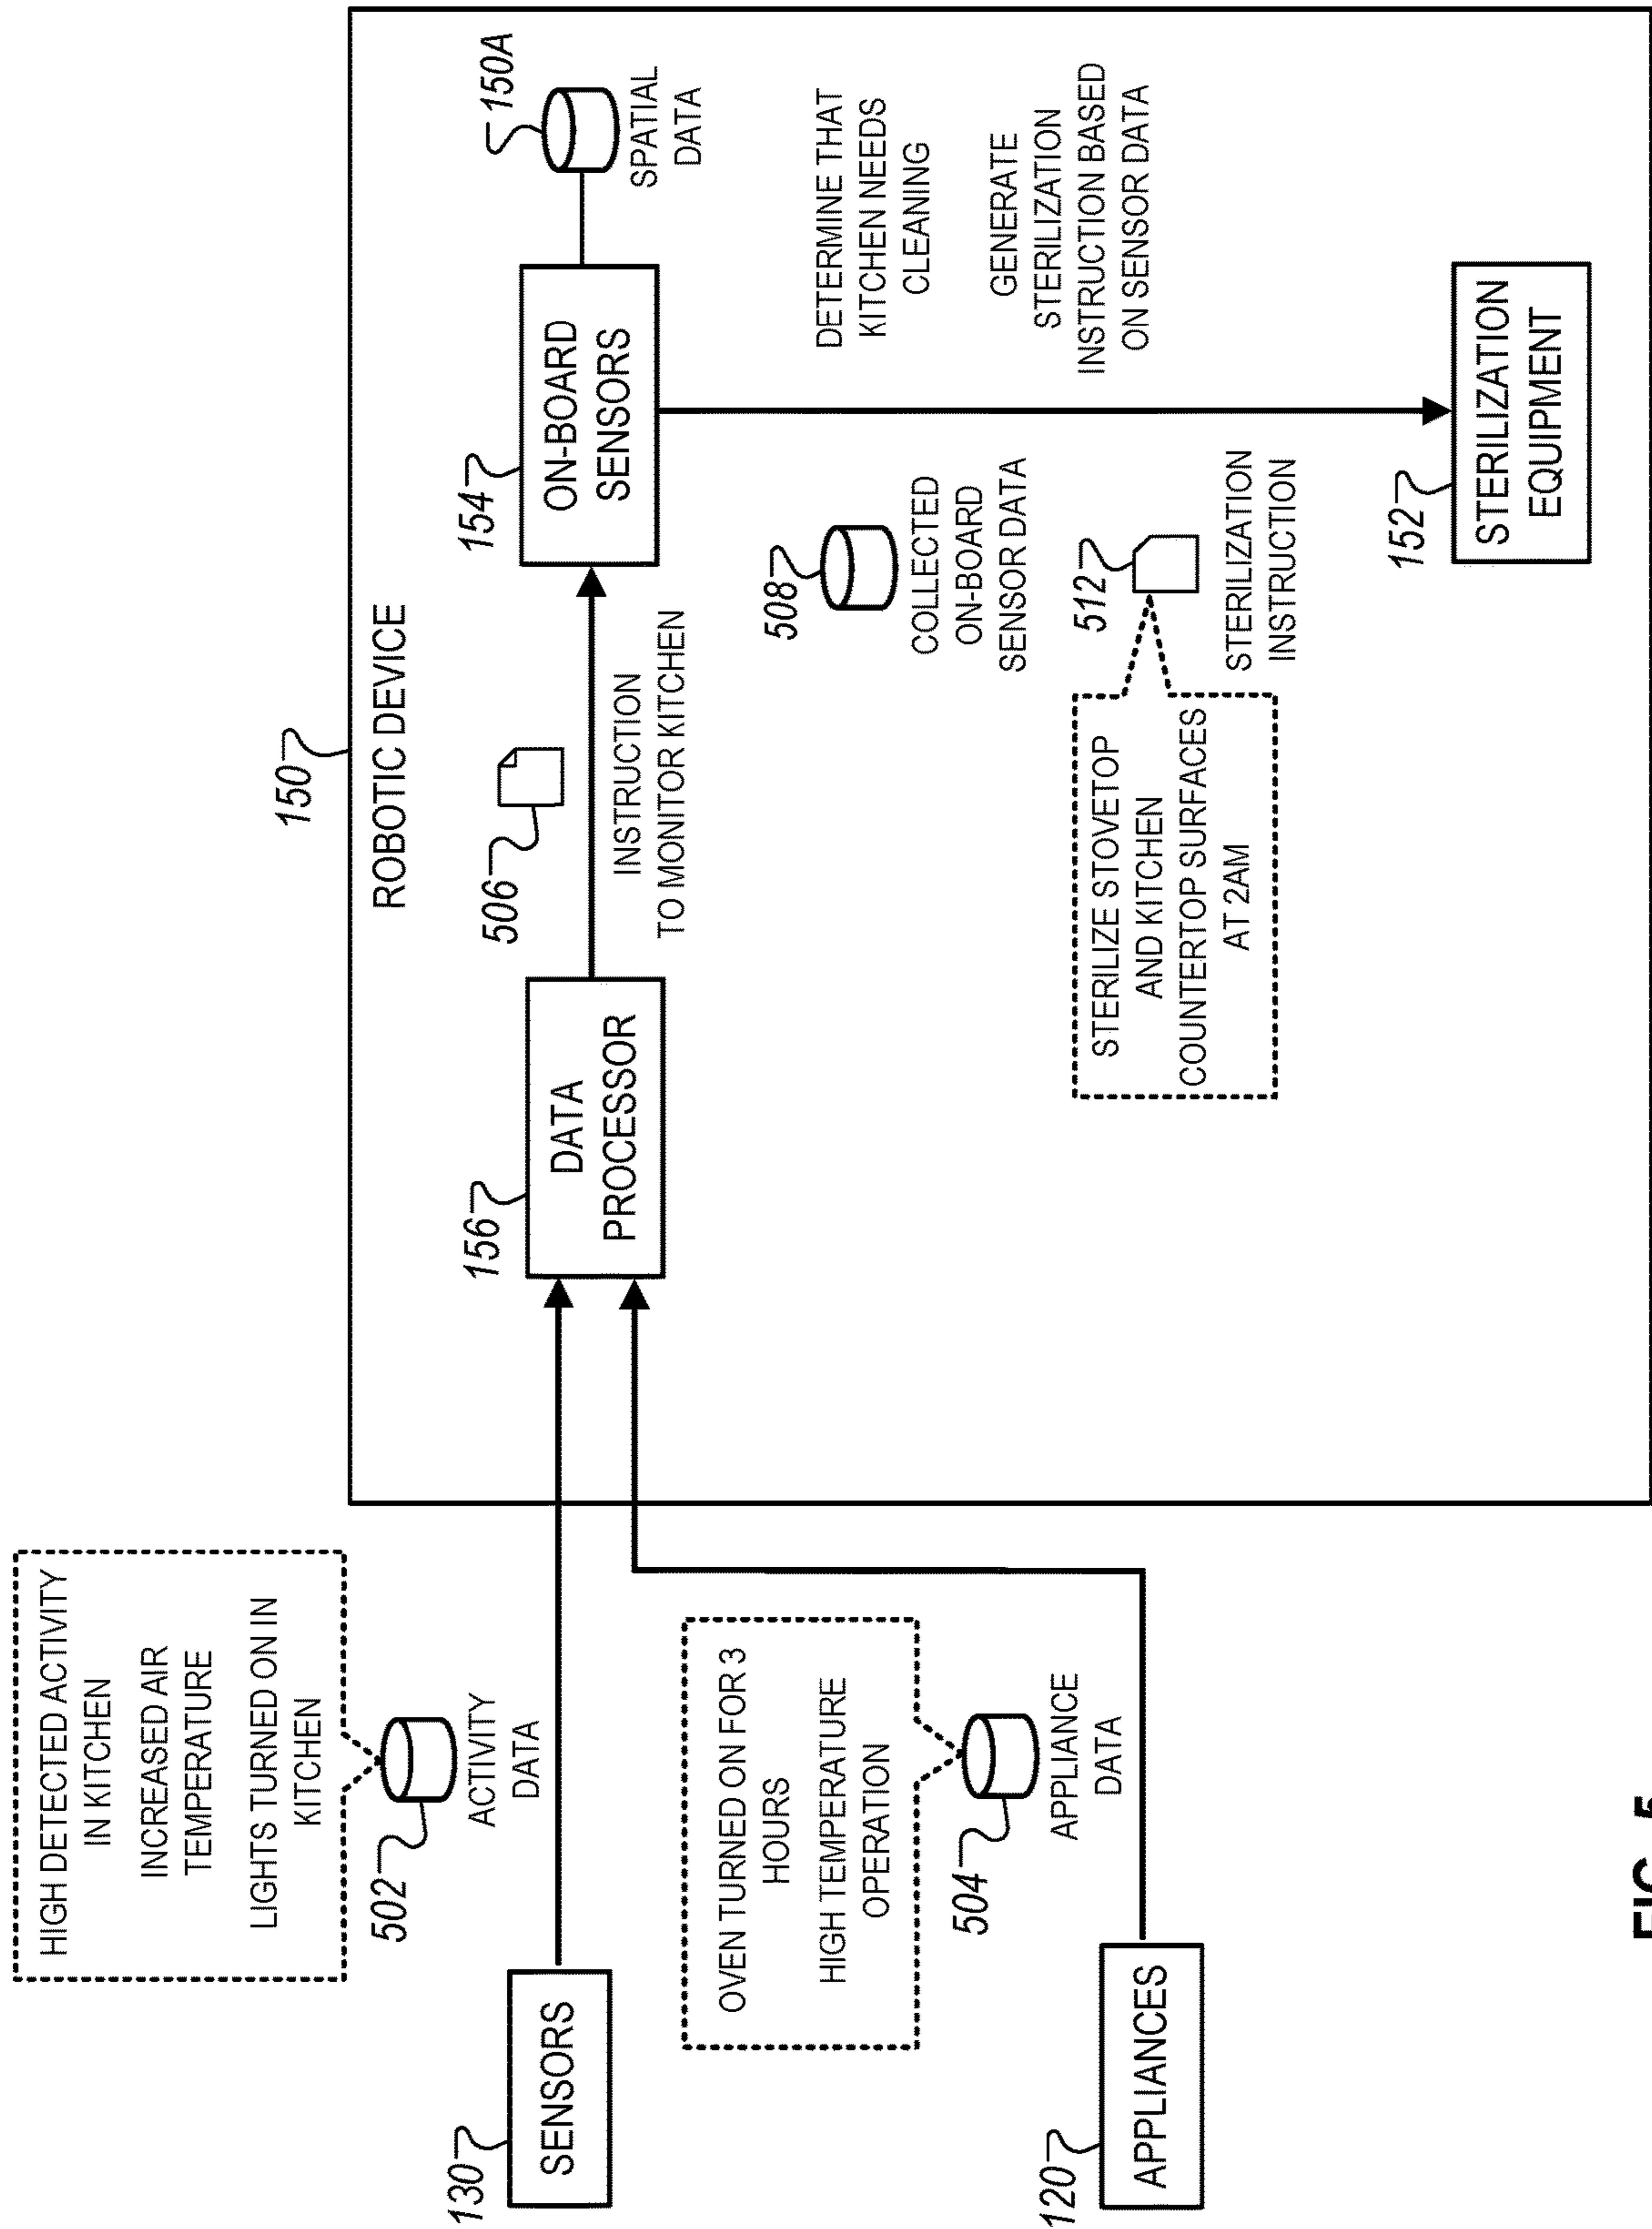 150
ROBOTIC DEVICE
HIGH DETECTED ACTIVITY
IN KITCHEN
INCREASED AIR
TEMPERATURE
LIGHTS TURNED ON IN
KITCHEN
502
ACTIVITY
DATA
130
SENSORS
OVEN TURNED ON FOR 3
HOURS
HIGH TEMPERATURE
OPERATION
504
APPLIANCE
DATA
120
APPLIANCES
156
DATA
PROCESSOR
506
INSTRUCTION
TO MONITOR KITCHEN
154
ON-BOARD
SENSORS
150A
SPATIAL
DATA
508
COLLECTED
ON-BOARD
SENSOR DATA
DETERMINE THAT
KITCHEN NEEDS
CLEANING
GENERATE
STERILIZATION
INSTRUCTION BASED
ON SENSOR DATA
512
STERILIZATION
INSTRUCTION
STERILIZE STOVETOP
AND KITCHEN
COUNTERTOP SURFACES
AT 2AM
152
STERILIZATION
EQUIPMENT
FIG. 5